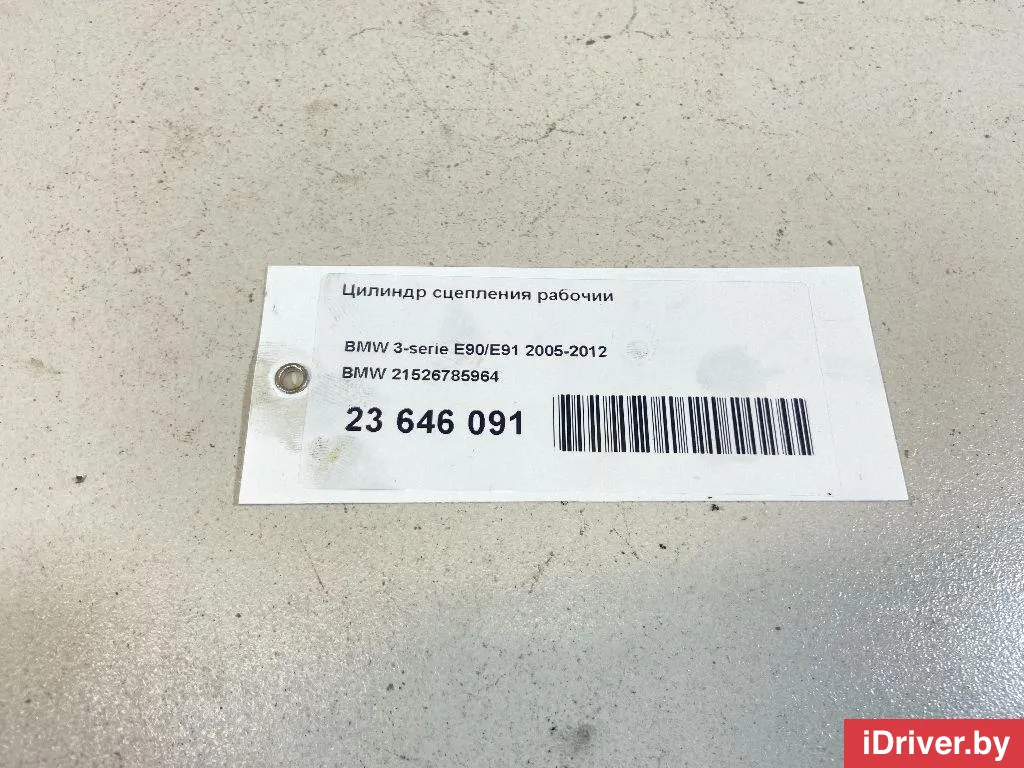 Цилиндр сцепления рабочии
BMW 3-serie E90/E91 2005-2012
BMW 21526785964
23 646 091
iDriver.by